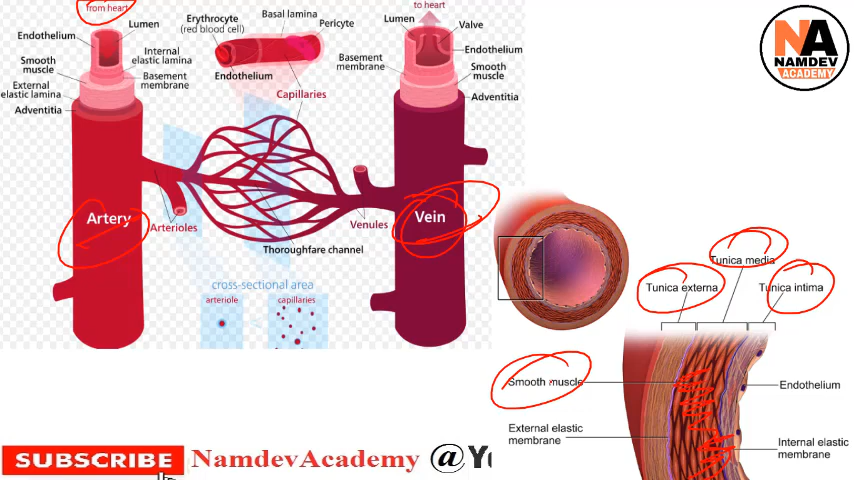 from heart
Lumen
Endothelium
Internal
elastic lamina
Smooth
muscle
Basement
membrane
External
elastic lamina
Adventitia
Erythrocyte
(red blood cell)
Basal lamina
Pericyte
Endothelium
Capillaries
to heart
Lumen
Valve
Endothelium
Basement
membrane
Smooth
muscle
Adventitia
Artery
Arterioles
Thoroughfare channel
Venules
Vein
cross-sectional area
arteriole
capillaries
NA
NAMDEV
ACADEMY
Tunica media
Tunica externa
Tunica intima
Smooth muscle
Endothelium
External elastic
membrane
Internal elastic
membrane
SUBSCRIBE NamdevAcademy @Yo